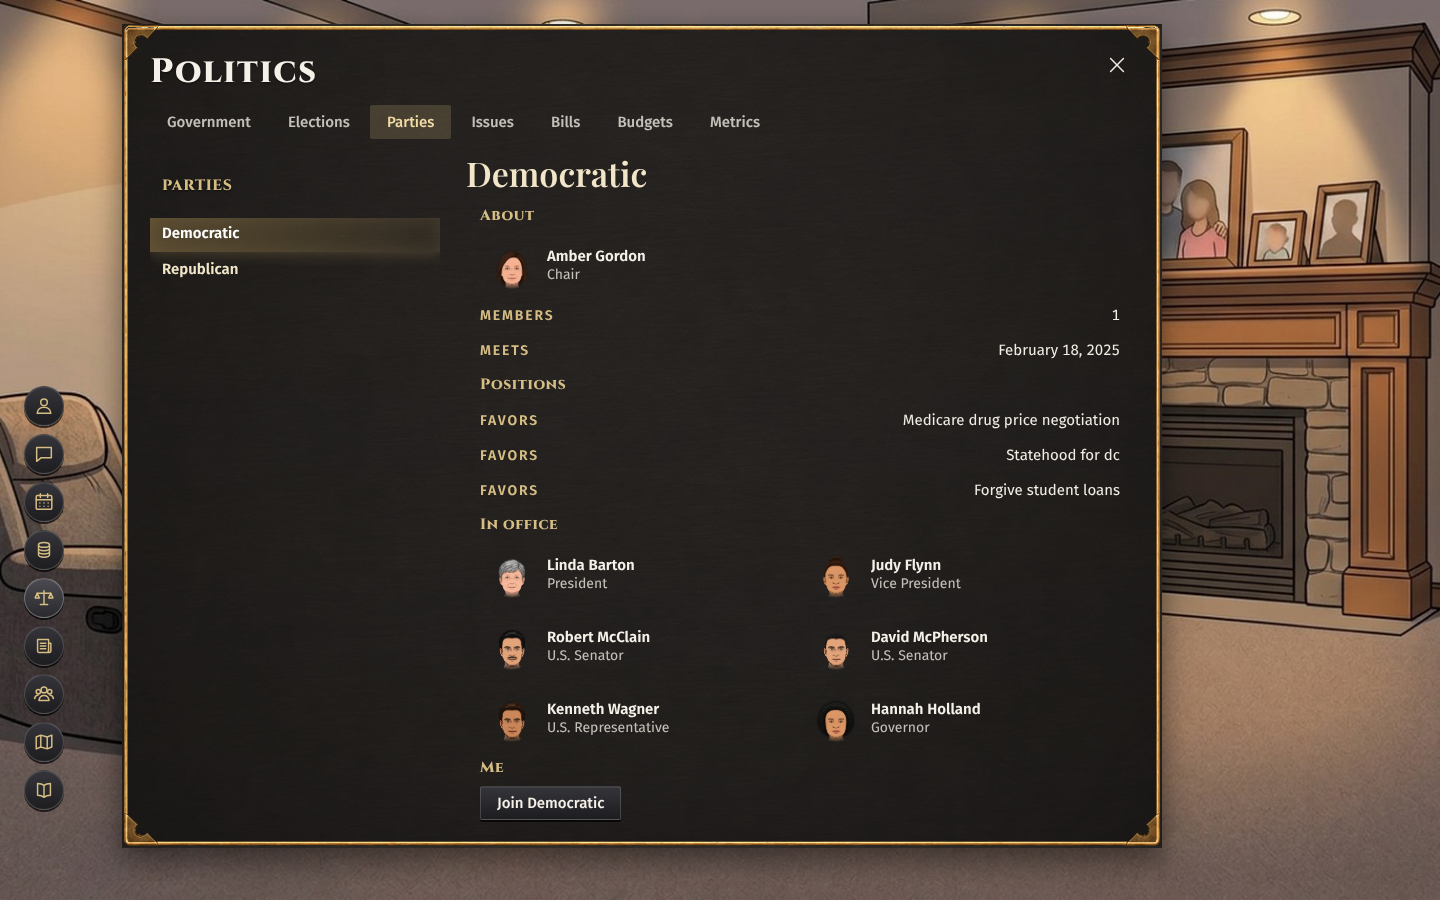 Politics
Government Elections Parties Issues Bills Budgets Metrics
PARTIES
Democratic
Republican
Democratic
About
Amber Gordon
Chair
MEMBERS 1
MEETS February 18, 2025
Positions
FAVORS Medicare drug price negotiation
FAVORS Statehood for dc
FAVORS Forgive student loans
In office
Linda Barton
President
Judy Flynn
Vice President
Robert McClain
U.S. Senator
David McPherson
U.S. Senator
Kenneth Wagner
U.S. Representative
Hannah Holland
Governor
Me
Join Democratic